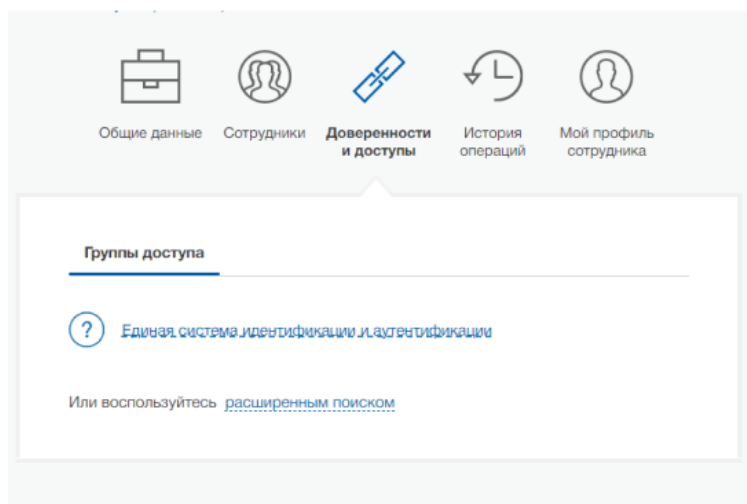 Общие данные
Сотрудники
Доверенности
и доступы
История
операций
Мой профиль
сотрудника
Группы доступа
? Единая система идентификации и аутентификации
Или воспользуйтесь расширенным поиском